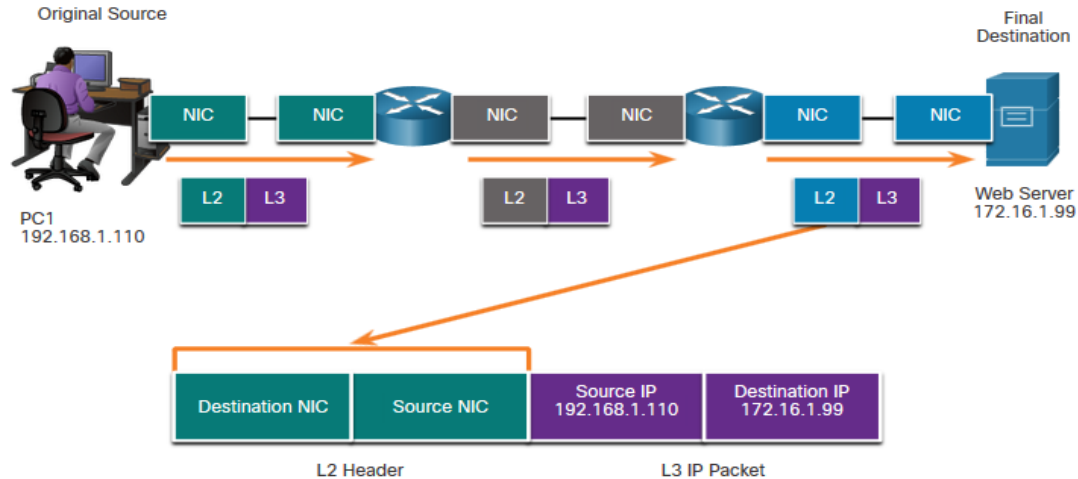 Original Source
Final
Destination
NIC
NIC
NIC
NIC
NIC
NIC
L2 L3
L2 L3
L2 L3
PC1
192.168.1.110
Web Server
172.16.1.99
Destination NIC
Source NIC
Source IP
192.168.1.110
Destination IP
172.16.1.99
L2 Header
L3 IP Packet